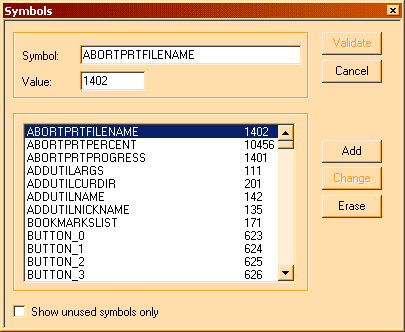 Symbols
Symbol: ABORTPRTFILENAME
Validate
Value: 1402
Cancel
ABORTPRTFILENAME 1402
ABORTPRTPERCENT 10456
ABORTPRTPROGRESS 1401
ADDUTILARGS 111
ADDUTILCURDIR 201
ADDUTILNAME 142
ADDUTILNICKNAME 135
BOOKMARKSLIST 171
BUTTON_0 623
BUTTON_1 624
BUTTON_2 625
BUTTON_3 626
Add
Change
Erase
Show unused symbols only